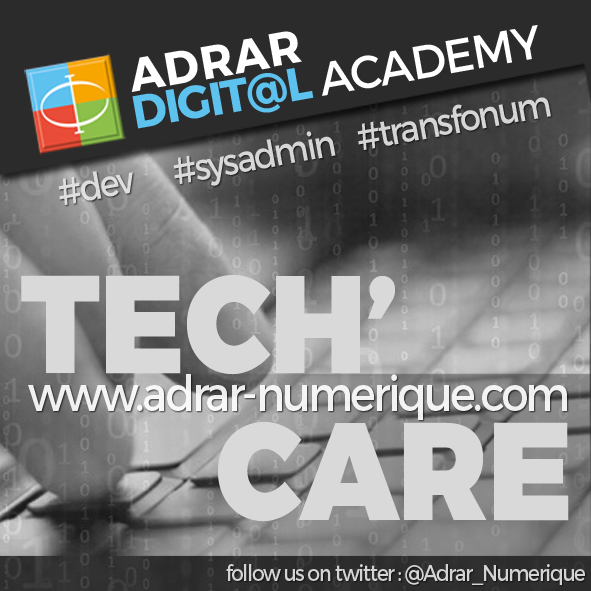 ADRAR
DIGIT@L ACADEMY
#dev #sysadmin #transfonum
TECH’
www.adrar-numerique.com
CARE
follow us on twitter : @Adrar_Numerique